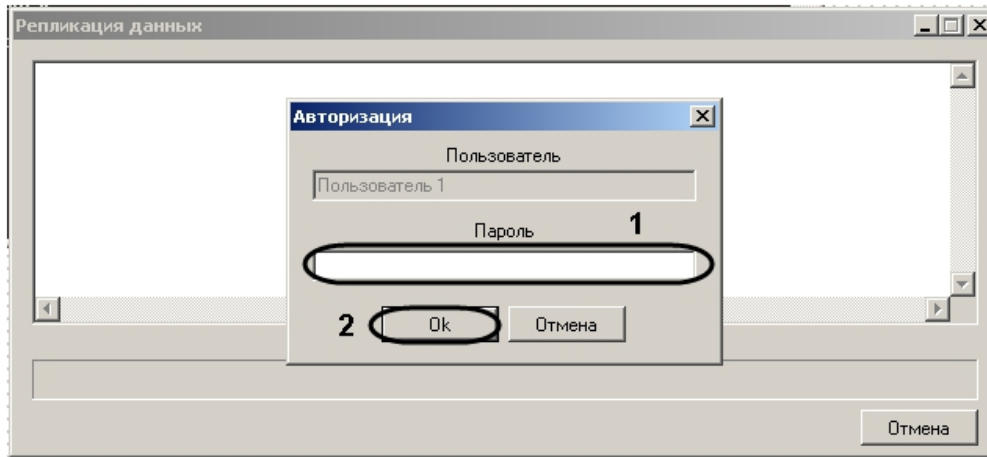 Репликация данных
Авторизация
Пользователь
Пользователь 1
Пароль
1
2
Ok
Отмена
Отмена